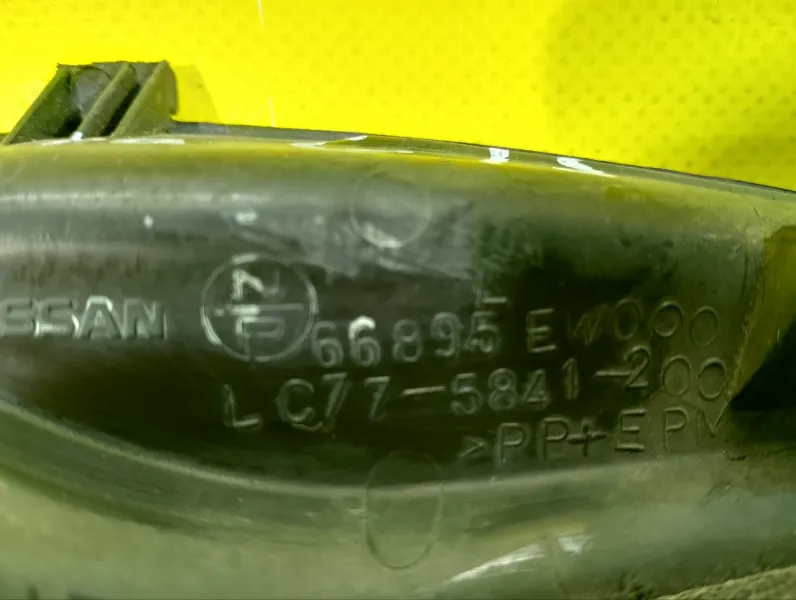 L
SSAN 66895 EW000
LC77-5841-200
>PP+EPM